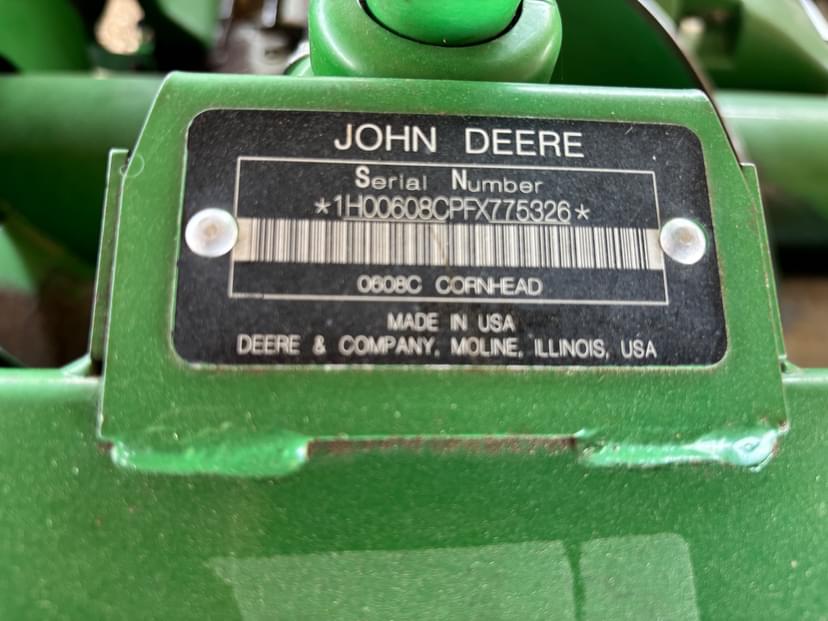 JOHN DEERE
Serial Number
*1H00608CPFX775326*
0608C CORNHEAD
MADE IN USA
DEERE & COMPANY, MOLINE, ILLINOIS, USA